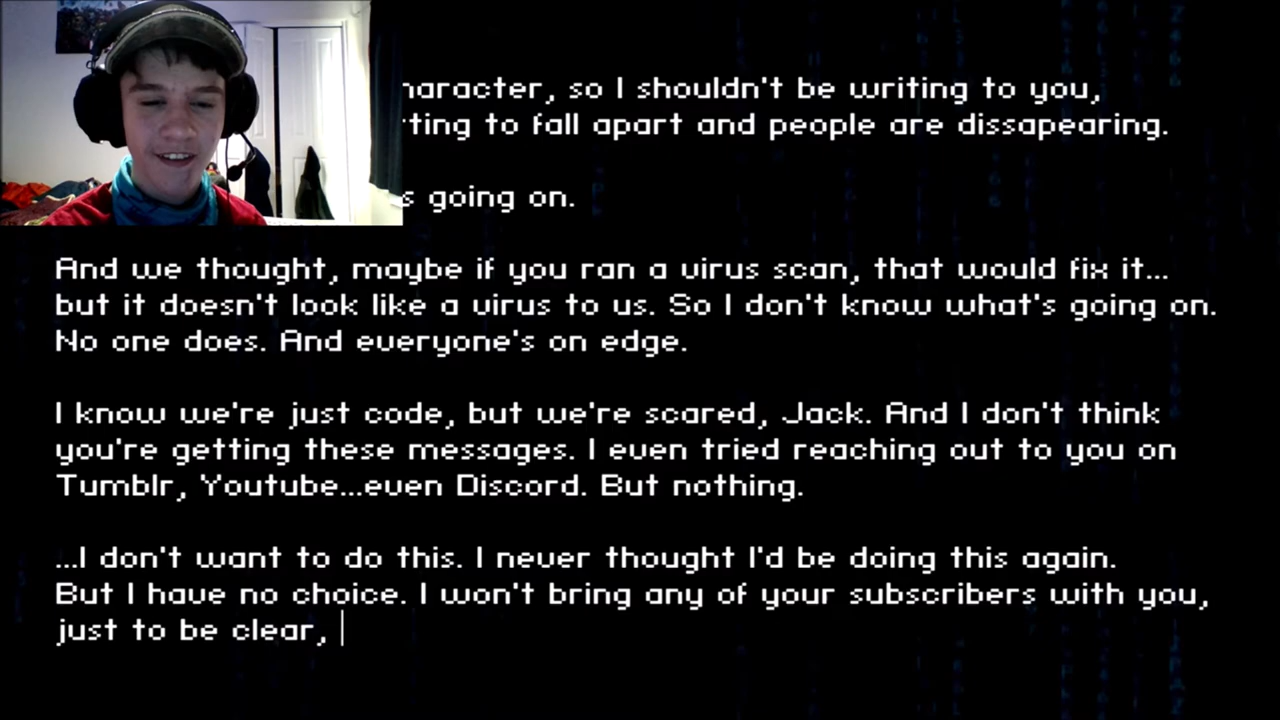 so I shouldn't be writing to you,
to fall apart and people are dissapearing.
going on.
And we thought, maybe if you ran a virus scan, that would fix it...
but it doesn't look like a virus to us. So I don't know what's going on.
No one does. And everyone's on edge.
I know we're just code, but we're scared, Jack. And I don't think
you're getting these messages. I even tried reaching out to you on
Tumblr, Youtube...even Discord. But nothing.
...I don't want to do this. I never thought I'd be doing this again.
But I have no choice. I won't bring any of your subscribers with you,
just to be clear,